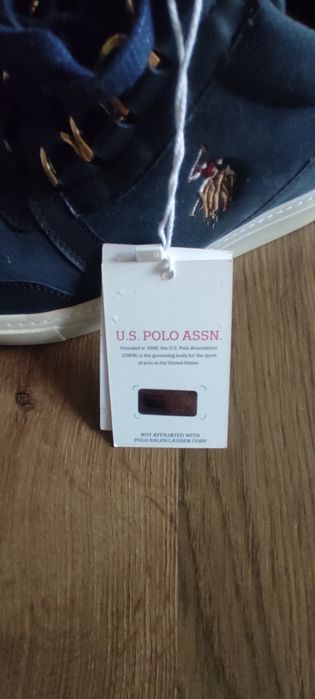 U.S. POLO ASSN.
Founded in 1890, the U.S. Polo Association
(USPA) is the governing body for the sport
of polo in the United States.
NOT AFFILIATED WITH
POLO RALPH LAUREN CORP.